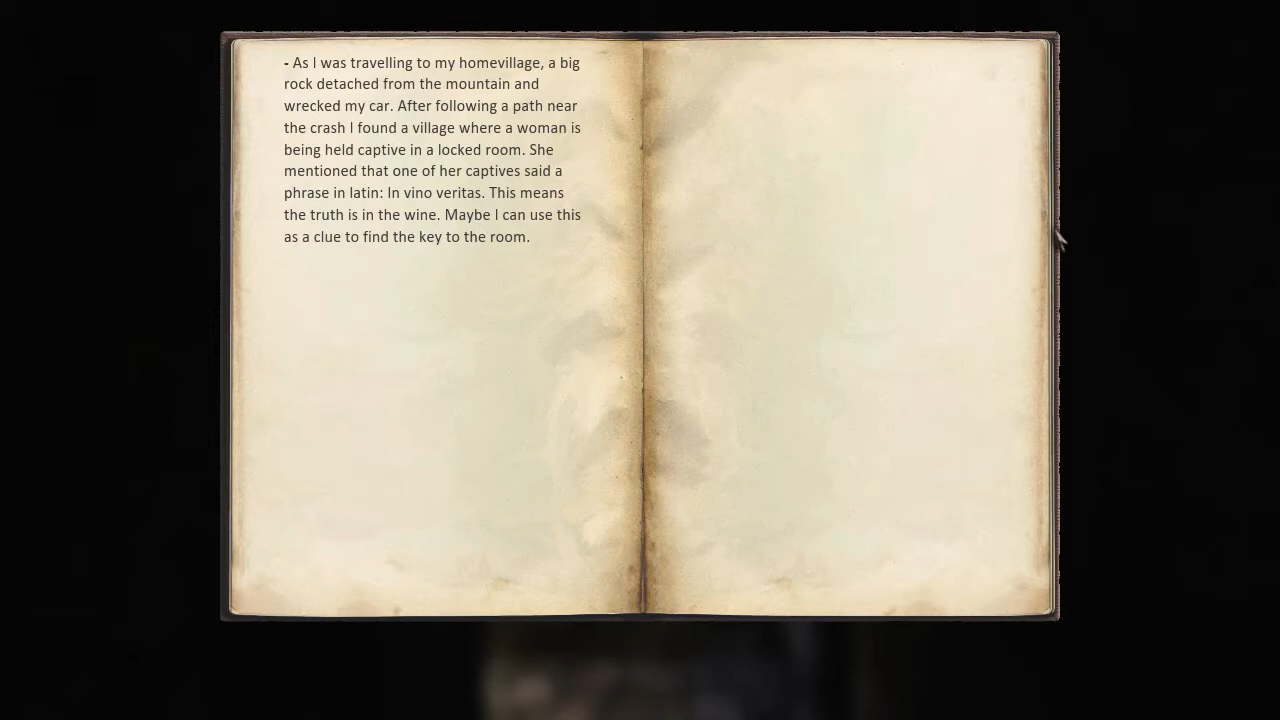 - As I was travelling to my homevillage, a big
rock detached from the mountain and
wrecked my car. After following a path near
the crash I found a village where a woman is
being held captive in a locked room. She
mentioned that one of her captives said a
phrase in latin: In vino veritas. This means
the truth is in the wine. Maybe I can use this
as a clue to find the key to the room.